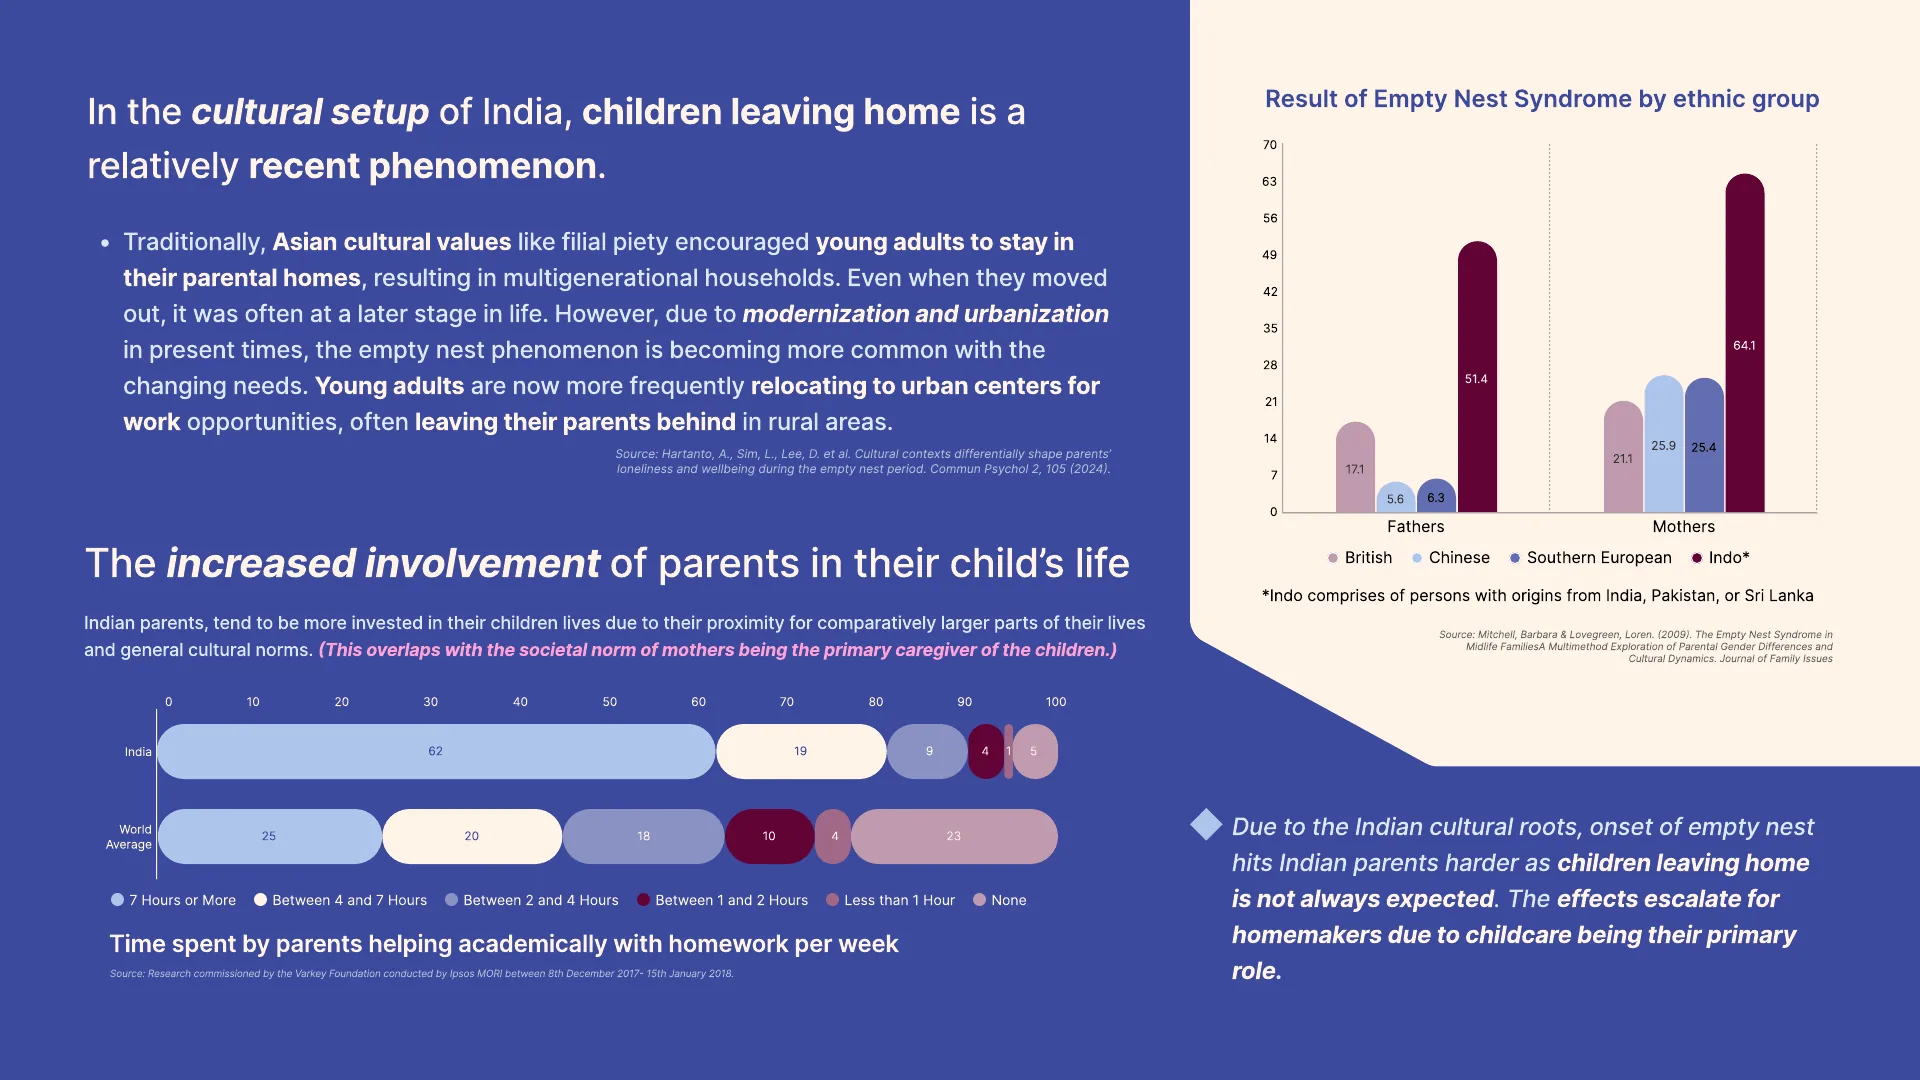 In the cultural setup of India, children leaving home is a
relatively recent phenomenon.
• Traditionally, Asian cultural values like filial piety encouraged young adults to stay in
their parental homes, resulting in multigenerational households. Even when they moved
out, it was often at a later stage in life. However, due to modernization and urbanization
in present times, the empty nest phenomenon is becoming more common with the
changing needs. Young adults are now more frequently relocating to urban centers for
work opportunities, often leaving their parents behind in rural areas.
Source: Hartanto, A., Sim, L., Lee, D. et al. Cultural contexts differentially shape parents'
loneliness and wellbeing during the empty nest period. Commun Psychol 2, 105 (2024).
The increased involvement of parents in their child's life
Indian parents, tend to be more invested in their children lives due to their proximity for comparatively larger parts of their lives
and general cultural norms. (This overlaps with the societal norm of mothers being the primary caregiver of the children.)
0 10 20 30 40 50 60 70 80 90 100
India 62 19 9 4 1 5
World
Average 25 20 18 10 4 23
7 Hours or More Between 4 and 7 Hours Between 2 and 4 Hours Between 1 and 2 Hours Less than 1 Hour None
Time spent by parents helping academically with homework per week
Source: Research commissioned by the Varkey Foundation conducted by Ipsos MORI between 8th December 2017- 15th January 2018.
Result of Empty Nest Syndrome by ethnic group
70
63
56
49
42
35
28
21
14
7
0
17.1 5.6 6.3 51.4 21.1 25.9 25.4 64.1
Fathers Mothers
British Chinese Southern European Indo*
*Indo comprises of persons with origins from India, Pakistan, or Sri Lanka
Source: Mitchell, Barbara & Lovegreen, Loren. (2009). The Empty Nest Syndrome in
Midlife FamiliesA Multimethod Exploration of Parental Gender Differences and
Cultural Dynamics. Journal of Family Issues
Due to the Indian cultural roots, onset of empty nest
hits Indian parents harder as children leaving home
is not always expected. The effects escalate for
homemakers due to childcare being their primary
role.